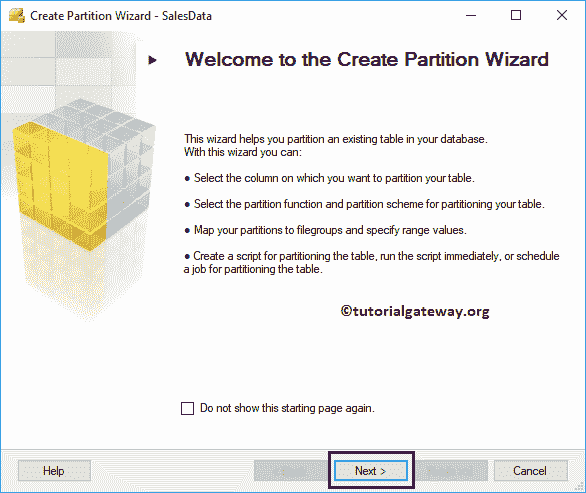 Create Partition Wizard - SalesData
Welcome to the Create Partition Wizard
This wizard helps you partition an existing table in your database.
With this wizard you can:
● Select the column on which you want to partition your table.
● Select the partition function and partition scheme for partitioning your table.
● Map your partitions to filegroups and specify range values.
● Create a script for partitioning the table, run the script immediately, or schedule
a job for partitioning the table.
©tutorialgateway.org
Do not show this starting page again.
Help
Next >
Cancel